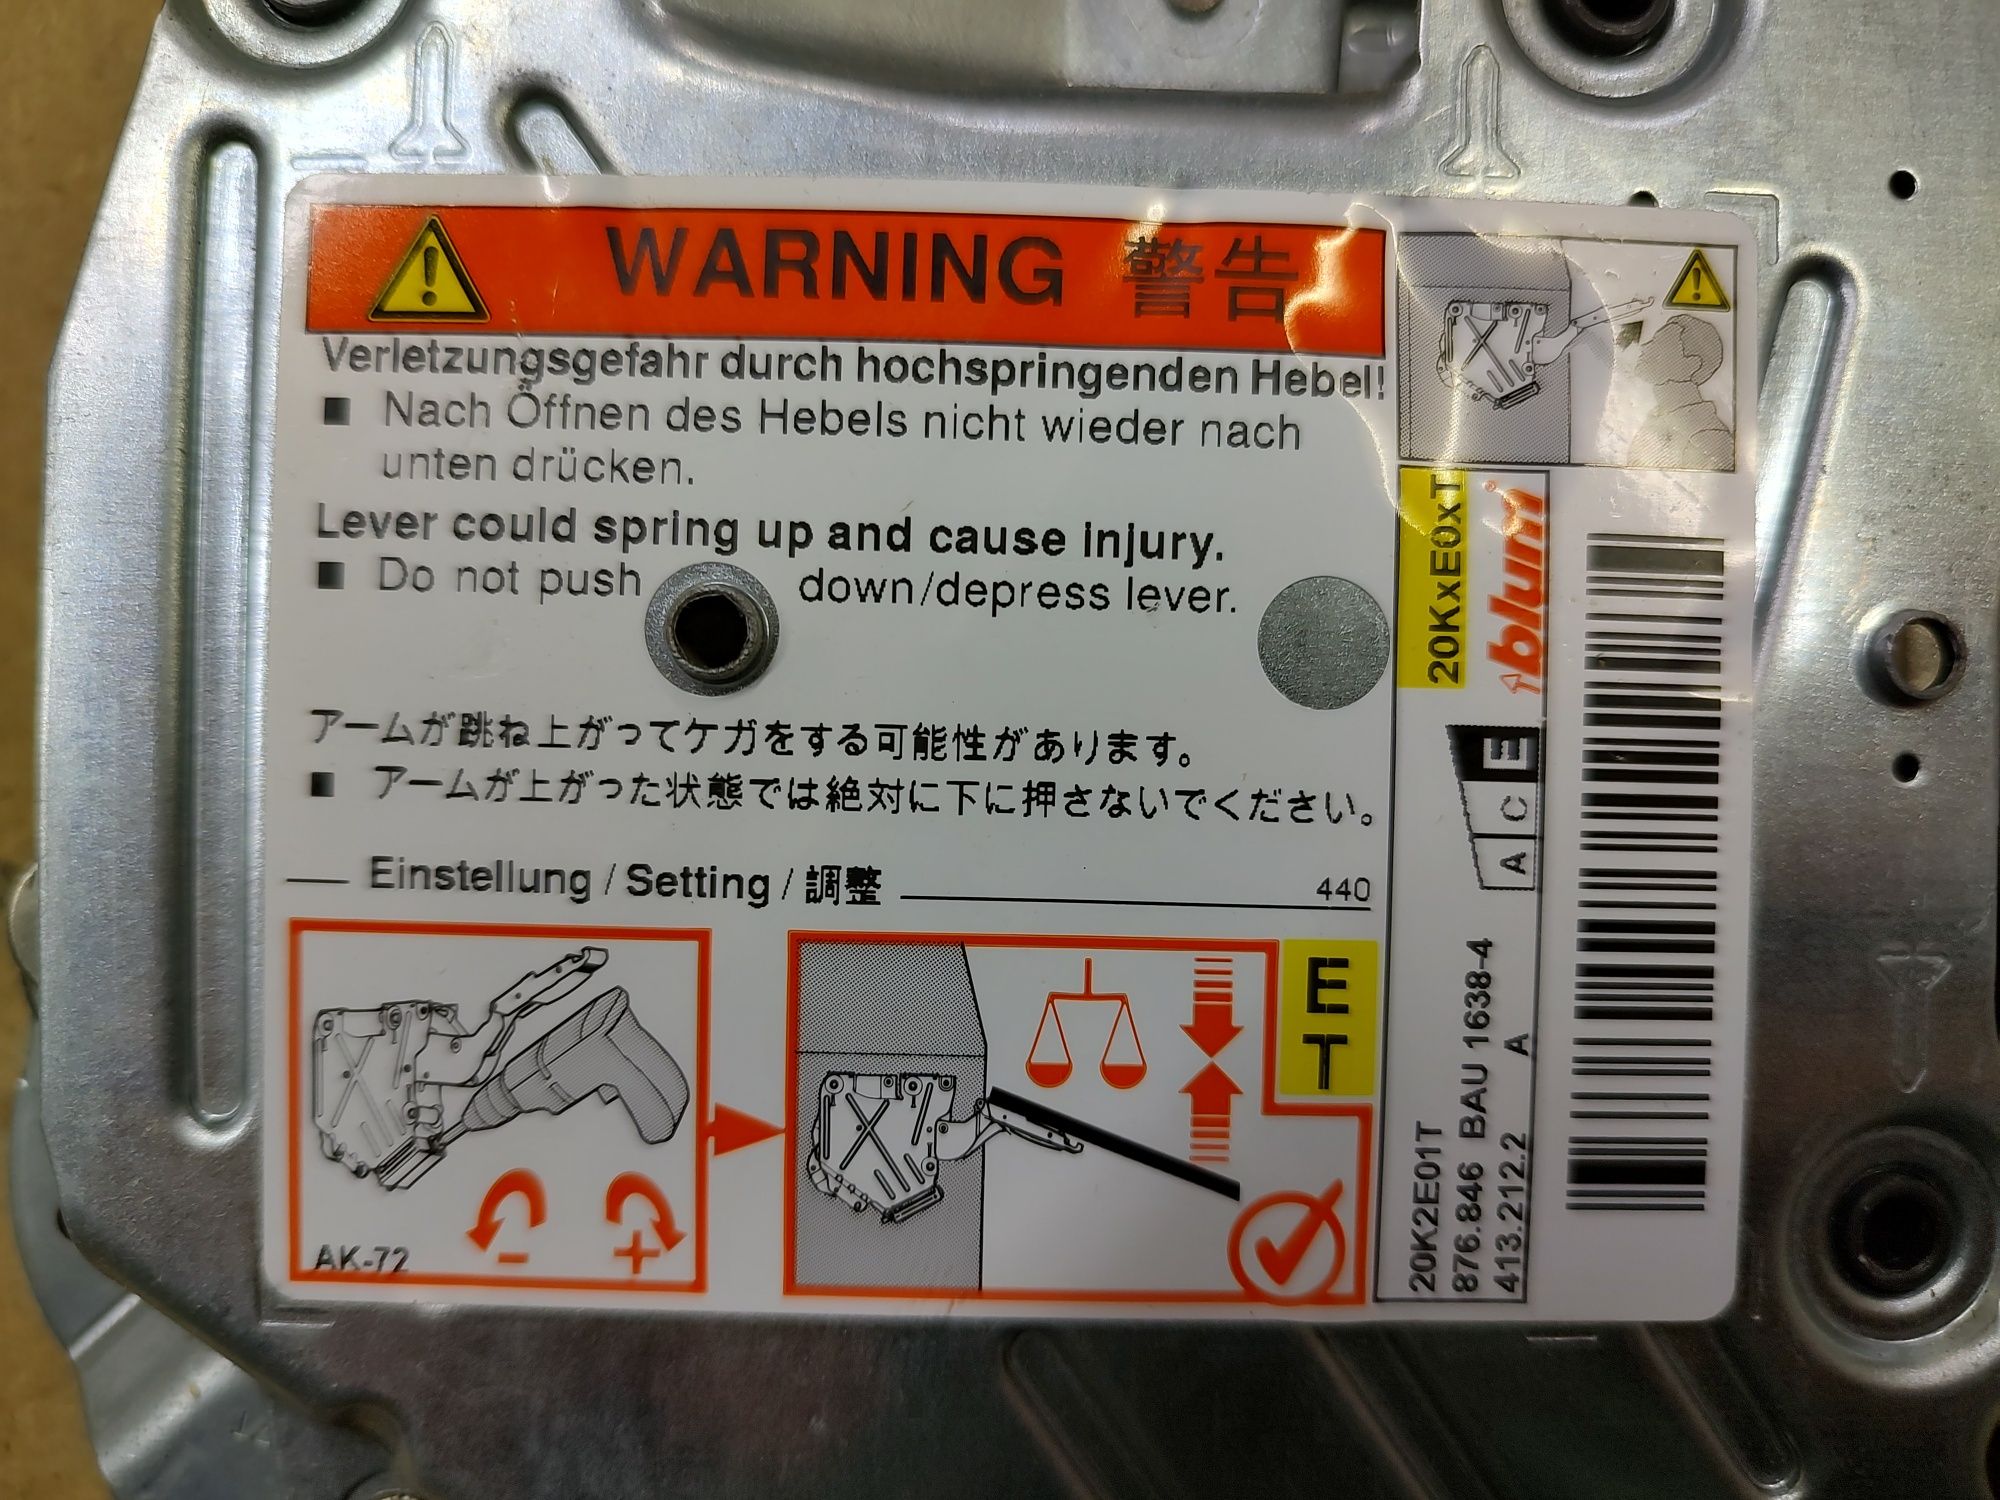 WARNING 警告
Verletzungsgefahr durch hochspringenden Hebel!
■ Nach Öffnen des Hebels nicht wieder nach
unten drücken.
Lever could spring up and cause injury.
■ Do not push down/depress lever.
アームが跳ね上がってケガをする可能性があります。
■ アームが上がった状態では絶対に下に押さないでください。
Einstellung / Setting / 調整
440
AK-72
-
+
E
T
20KxE0xT
blum
A C E
20K2E01T
876.846 BAU 1638-4
413.212.2 A